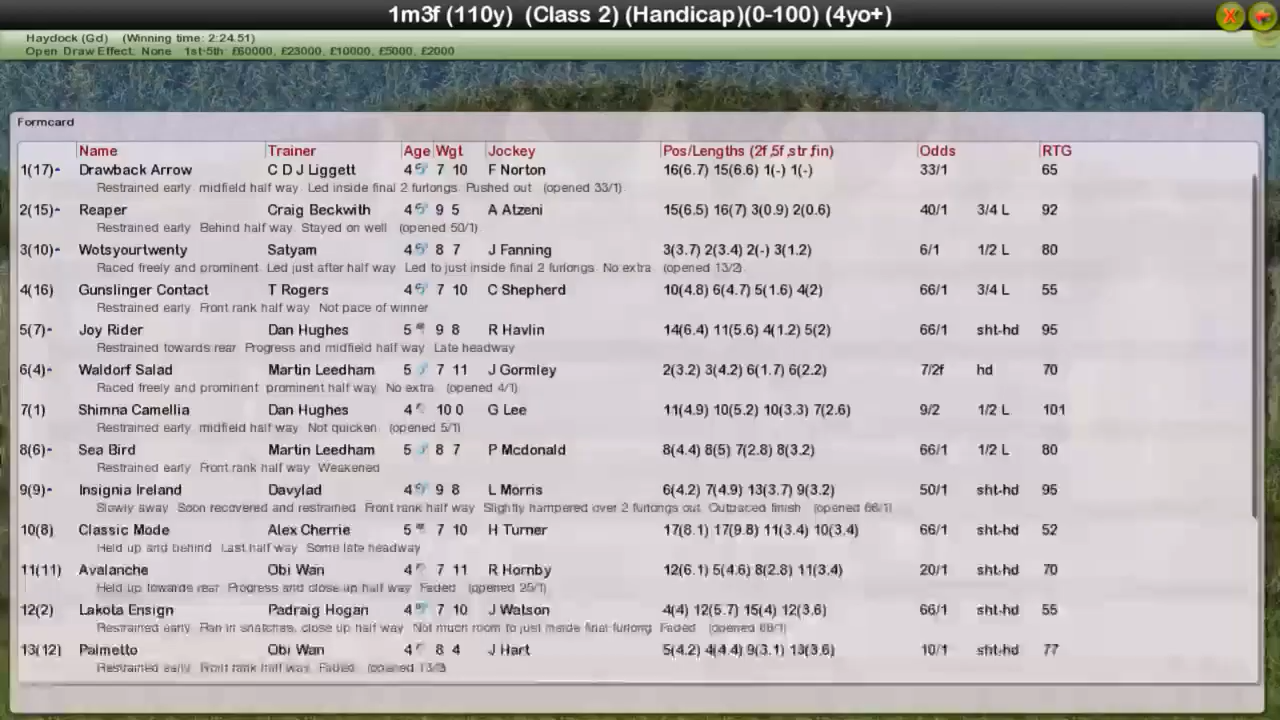 1m3f (110y) (Class 2) (Handicap)(0-100) (4yo+)
Haydock (Gd) (Winning time: 2:24.51)
Open Draw Effect. None 1st-5th: £60000, £23000, £10000, £5000, £2000
Formcard
Name Trainer Age Wgt Jockey Pos/Lengths (2f,5f,str,fin) Odds RTG
1(17) Drawback Arrow C D J Liggett 4 7 10 F Norton 16(6.7) 15(6.6) 1(-) 1(-) 33/1 65
Restrained early midfield half way Led inside final 2 furlongs Pushed out (opened 33/1)
2(15) Reaper Craig Beckwith 4 9 5 A Atzeni 15(6.5) 16(7) 3(0.9) 2(0.6) 40/1 3/4 L 92
Restrained early Behind half way Stayed on well (opened 50/1)
3(10) Wotsyourtwenty Satyam 4 8 7 J Fanning 3(3.7) 2(3.4) 2(-) 3(1.2) 6/1 1/2 L 80
Raced freely and prominent Led just after half way Led to just inside final 2 furlongs No extra (opened 13/2)
4(16) Gunslinger Contact T Rogers 4 7 10 C Shepherd 10(4.8) 6(4.7) 5(1.6) 4(2) 66/1 3/4 L 55
Restrained early Front rank half way Not pace of winner
5(7) Joy Rider Dan Hughes 5 9 8 R Havlin 14(6.4) 11(5.6) 4(1.2) 5(2) 66/1 sht-hd 95
Restrained towards rear Progress and midfield half way Late headway
6(4) Waldorf Salad Martin Leedham 5 7 11 J Gormley 2(3.2) 3(4.2) 6(1.7) 6(2.2) 7/2f hd 70
Raced freely and prominent prominent half way No extra (opened 4/1)
7(1) Shimna Camellia Dan Hughes 4 10 0 G Lee 11(4.9) 10(5.2) 10(3.3) 7(2.6) 9/2 1/2 L 101
Restrained early midfield half way Not quicken (opened 5/1)
8(6) Sea Bird Martin Leedham 5 8 7 P Mcdonald 8(4.4) 8(5) 7(2.8) 8(3.2) 66/1 1/2 L 80
Restrained early Front rank half way Weakened
9(9) Insignia Ireland Davylad 4 9 8 L Morris 6(4.2) 7(4.9) 13(3.7) 9(3.2) 50/1 sht-hd 95
Slowly away Soon recovered and restrained Front rank half way Slightly hampered over 2 furlongs out Outpaced finish (opened 66/1)
10(8) Classic Mode Alex Cherrie 5 7 10 H Turner 17(8.1) 17(9.8) 11(3.4) 10(3.4) 66/1 sht-hd 52
Held up and behind Last half way Some late headway
11(11) Avalanche Obi Wan 4 7 11 R Hornby 12(6.1) 5(4.6) 8(2.8) 11(3.4) 20/1 sht-hd 70
Held up towards rear Progress and close up half way Faded (opened 25/1)
12(2) Lakota Ensign Padraig Hogan 4 7 10 J Watson 4(4) 12(5.7) 15(4) 12(3.6) 66/1 sht-hd 55
Restrained early Ran in snatches, close up half way Not much room to just inside final furlong Faded (opened 66/1)
13(12) Palmetto Obi Wan 4 8 4 J Hart 5(4.2) 4(4.4) 9(3.1) 13(3.6) 10/1 sht-hd 77
Restrained early Front rank half way Faded (opened 13/2)